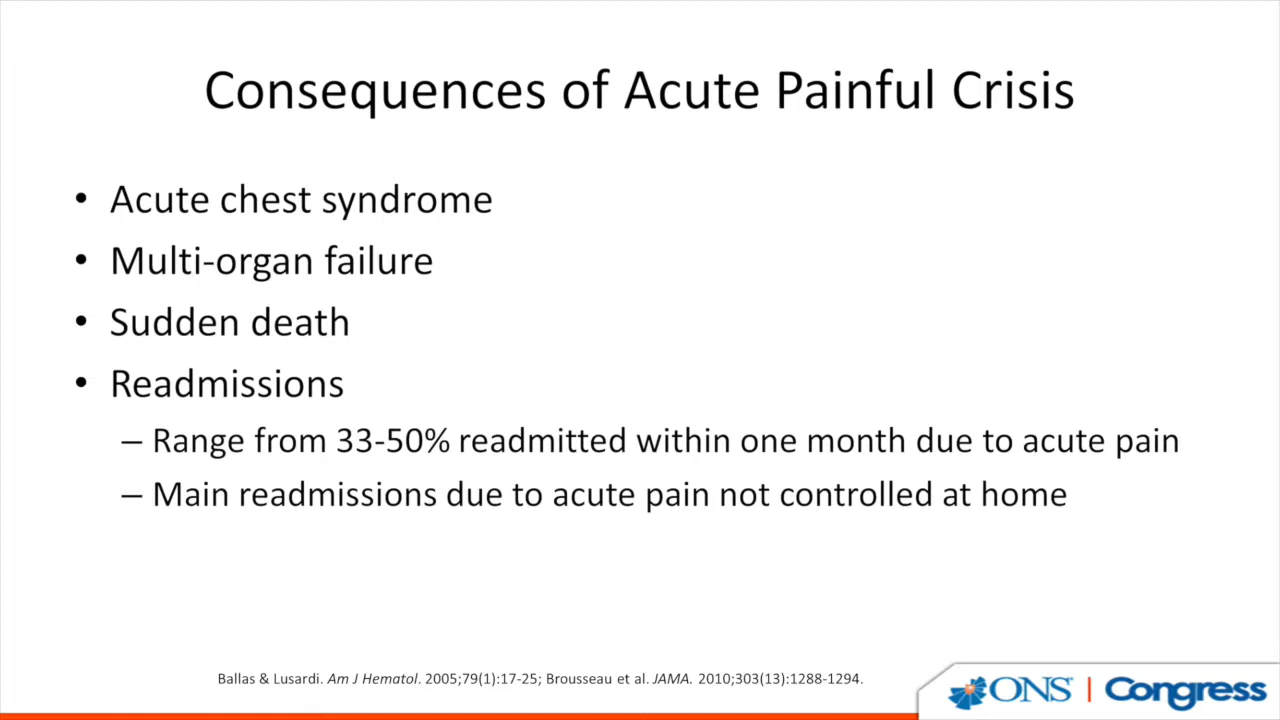 Consequences of Acute Painful Crisis
• Acute chest syndrome
• Multi-organ failure
• Sudden death
• Readmissions
– Range from 33-50% readmitted within one month due to acute pain
– Main readmissions due to acute pain not controlled at home
Ballas & Lusardi. Am J Hematol. 2005;79(1):17-25; Brousseau et al. JAMA. 2010;303(13):1288-1294.
ONS | Congress